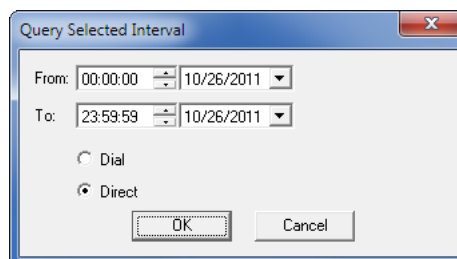 Query Selected Interval
From: 00:00:00 10/26/2011
To: 23:59:59 10/26/2011
Dial
Direct
OK Cancel